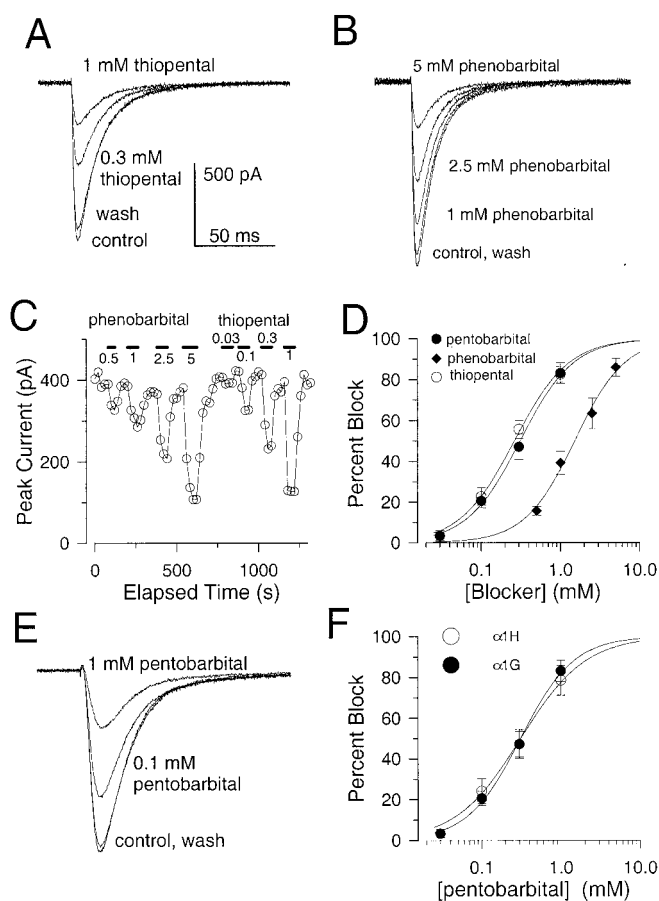 A
1 mM thiopental
0.3 mM
thiopental
wash
control
500 pA
50 ms
B
5 mM phenobarbital
2.5 mM phenobarbital
1 mM phenobarbital
control, wash
C
phenobarbital
thiopental
0.5
1
2.5
5
0.03
0.1
0.3
1
Peak Current (pA)
400
200
0
0
500
1000
Elapsed Time (s)
D
pentobarbital
phenobarbital
thiopental
Percent Block
100
80
60
40
20
0
0.1
1.0
10.0
[Blocker] (mM)
E
1 mM pentobarbital
0.1 mM
pentobarbital
control, wash
F
α1H
α1G
Percent Block
100
80
60
40
20
0
0.1
1.0
10.0
[pentobarbital] (mM)